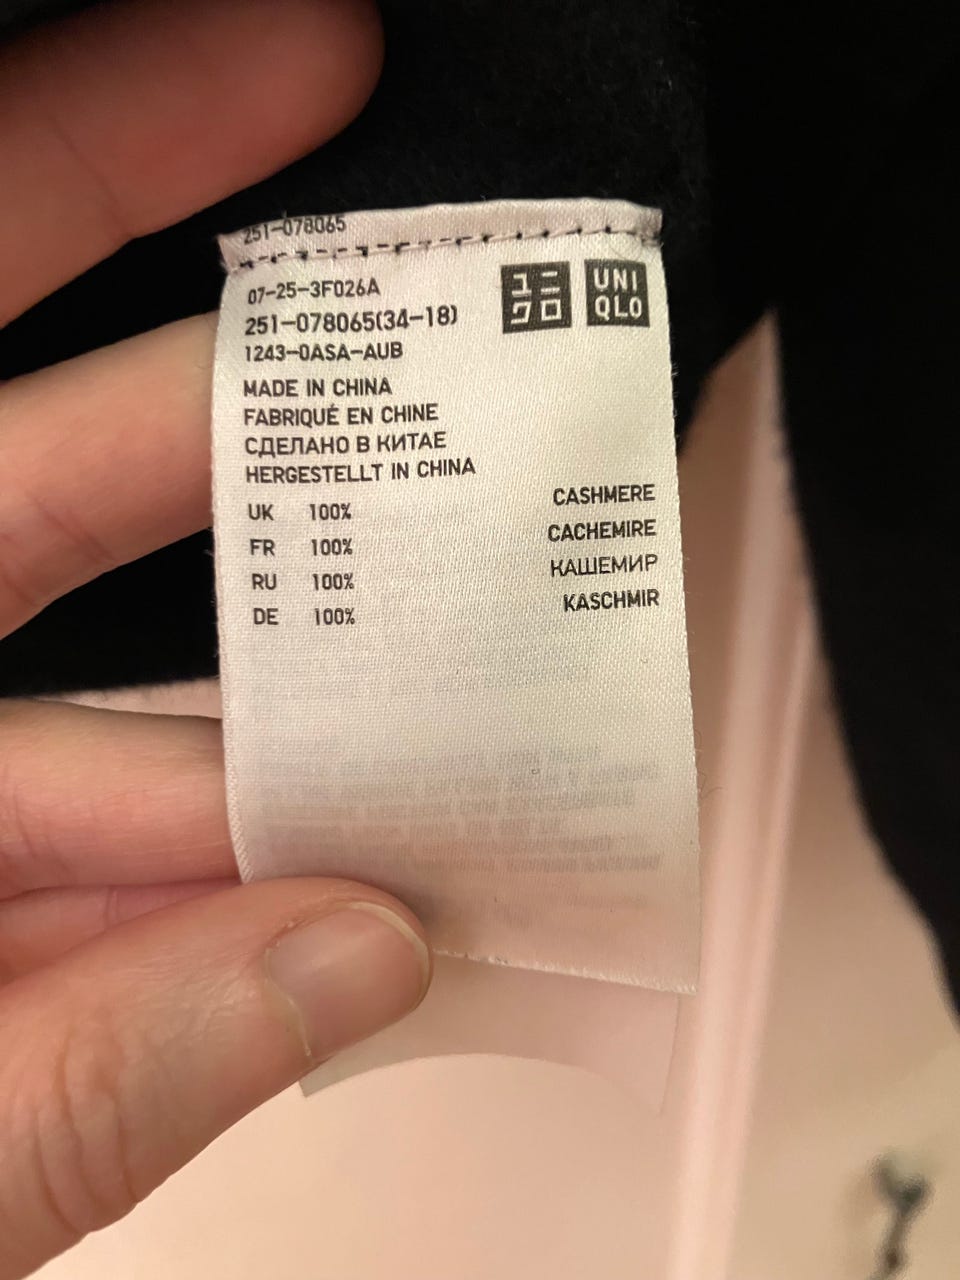 251-078065
07-25-3F026A
251-078065(34-18)
1243-0ASA-AUB
ユニ
クロ
UNI
QLO
MADE IN CHINA
FABRIQUÉ EN CHINE
СДЕЛАНО В КИТАЕ
HERGESTELLT IN CHINA
UK 100% CASHMERE
FR 100% CACHEMIRE
RU 100% КАШЕМИР
DE 100% KASCHMIR